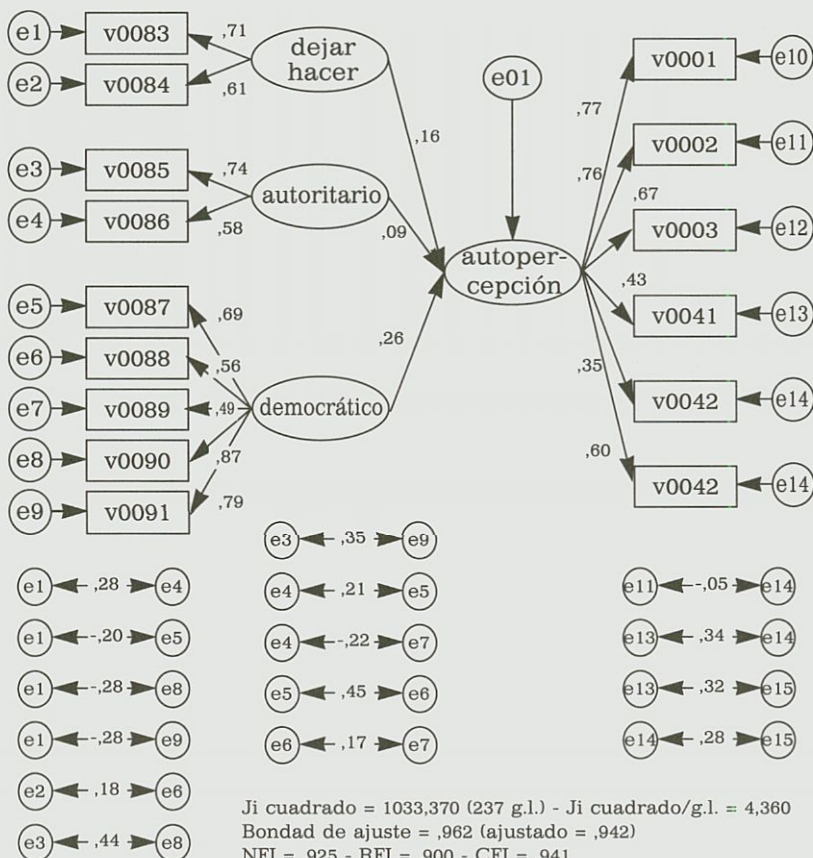 e1 v0083 ,71
dejar
hacer
e2 v0084 ,61
e01
v0001 e10
,77
,16
e3 v0085 ,74
autoritario
e4 v0086 ,58
,09
v0002 e11
,76
,67
v0003 e12
autoper-
cepción
,43
v0041 e13
e5 v0087 ,69
,26
,35
e6 v0088 ,56
e7 v0089 ,49 democrático
v0042 e14
e8 v0090 ,87
,60
e9 v0091 ,79
v0042 e14
e3 ,35 e9
e1 ,28 e4
e4 ,21 e5
e11 -,05 e14
e1 -,20 e5
e4 -,22 e7
e13 ,34 e14
e1 -,28 e8
e5 ,45 e6
e13 ,32 e15
e1 -,28 e9
e6 ,17 e7
e14 ,28 e15
e2 ,18 e6
e3 ,44 e8
Ji cuadrado = 1033,370 (237 g.l.) - Ji cuadrado/g.l. = 4,360
Bondad de ajuste = ,962 (ajustado = ,942)
NFI = ,925 - RFI = ,900 - CFI = ,941